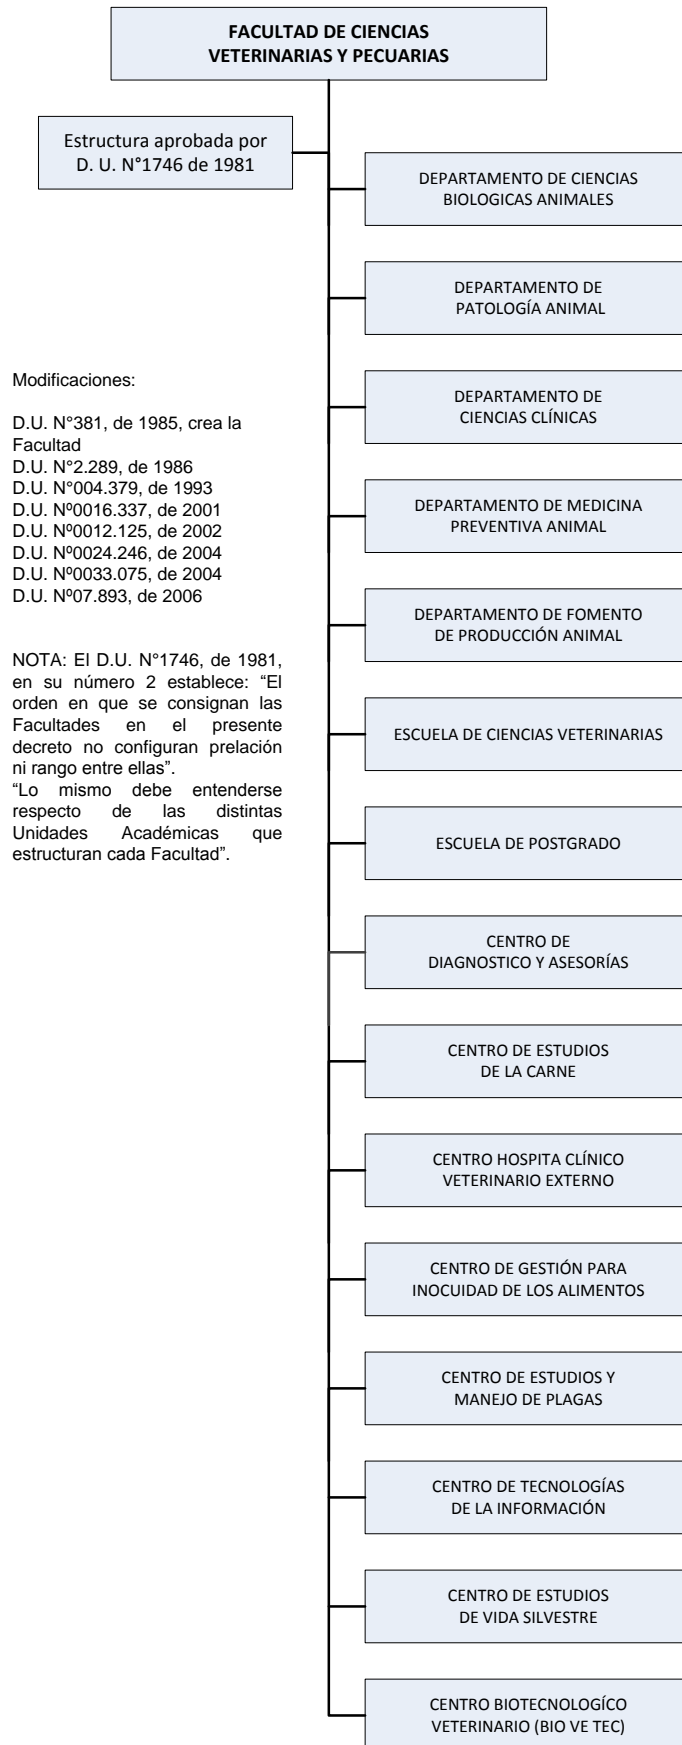 FACULTAD DE CIENCIAS
VETERINARIAS Y PECUARIAS
Estructura aprobada por
D. U. N°1746 de 1981
DEPARTAMENTO DE CIENCIAS
BIOLOGICAS ANIMALES
DEPARTAMENTO DE
PATOLOGÍA ANIMAL
Modificaciones:
D.U. N°381, de 1985, crea la
Facultad
D.U. N°2.289, de 1986
D.U. N°004.379, de 1993
D.U. Nº0016.337, de 2001
D.U. Nº0012.125, de 2002
D.U. Nº0024.246, de 2004
D.U. Nº0033.075, de 2004
D.U. Nº07.893, de 2006
NOTA: El D.U. N°1746, de 1981,
en su número 2 establece: “El
orden en que se consignan las
Facultades en el presente
decreto no configuran prelación
ni rango entre ellas”.
“Lo mismo debe entenderse
respecto de las distintas
Unidades Académicas que
estructuran cada Facultad”.
DEPARTAMENTO DE
CIENCIAS CLÍNICAS
DEPARTAMENTO DE MEDICINA
PREVENTIVA ANIMAL
DEPARTAMENTO DE FOMENTO
DE PRODUCCIÓN ANIMAL
ESCUELA DE CIENCIAS VETERINARIAS
ESCUELA DE POSTGRADO
CENTRO DE
DIAGNOSTICO Y ASESORÍAS
CENTRO DE ESTUDIOS
DE LA CARNE
CENTRO HOSPITA CLÍNICO
VETERINARIO EXTERNO
CENTRO DE GESTIÓN PARA
INOCUIDAD DE LOS ALIMENTOS
CENTRO DE ESTUDIOS Y
MANEJO DE PLAGAS
CENTRO DE TECNOLOGÍAS
DE LA INFORMACIÓN
CENTRO DE ESTUDIOS
DE VIDA SILVESTRE
CENTRO BIOTECNOLOGÍCO
VETERINARIO (BIO VE TEC)